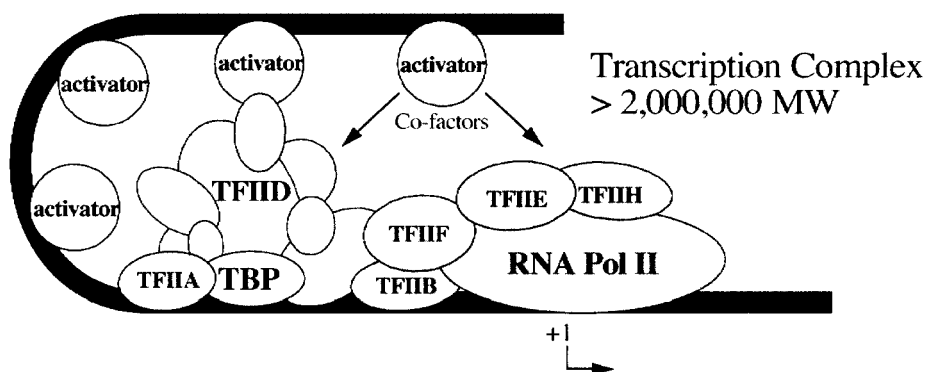 activator
activator
activator
activator
Transcription Complex
> 2,000,000 MW
Co-factors
TFIID
TFIIE
TFIIH
TFIIF
RNA Pol II
TFIIA
TBP
TFIIB
+1